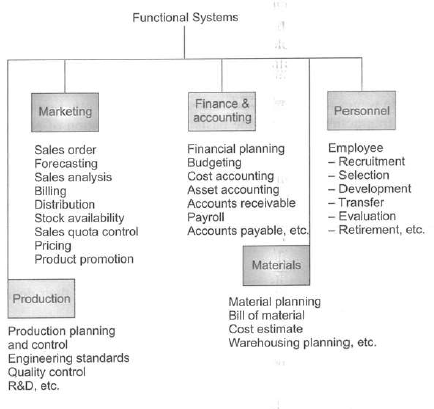 Functional Systems
Marketing
Sales order
Forecasting
Sales analysis
Billing
Distribution
Stock availability
Sales quota control
Pricing
Product promotion
Finance &
accounting
Financial planning
Budgeting
Cost accounting
Asset accounting
Accounts receivable
Payroll
Accounts payable, etc.
Personnel
Employee
– Recruitment
– Selection
– Development
– Transfer
– Evaluation
– Retirement, etc.
Production
Production planning
and control
Engineering standards
Quality control
R&D, etc.
Materials
Material planning
Bill of material
Cost estimate
Warehousing planning, etc.